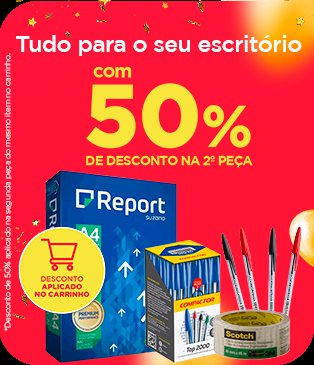 Tudo para o seu escritório
com
50%
DE DESCONTO NA 2ª PEÇA
*Desconto de 50% aplicado na segunda peça do mesmo item no carrinho.
Report
suzano
A4
DESCONTO
APLICADO
NO CARRINHO
PREMIUM
PERFORMANCE
COMPACTOR
Top 2000
Scotch